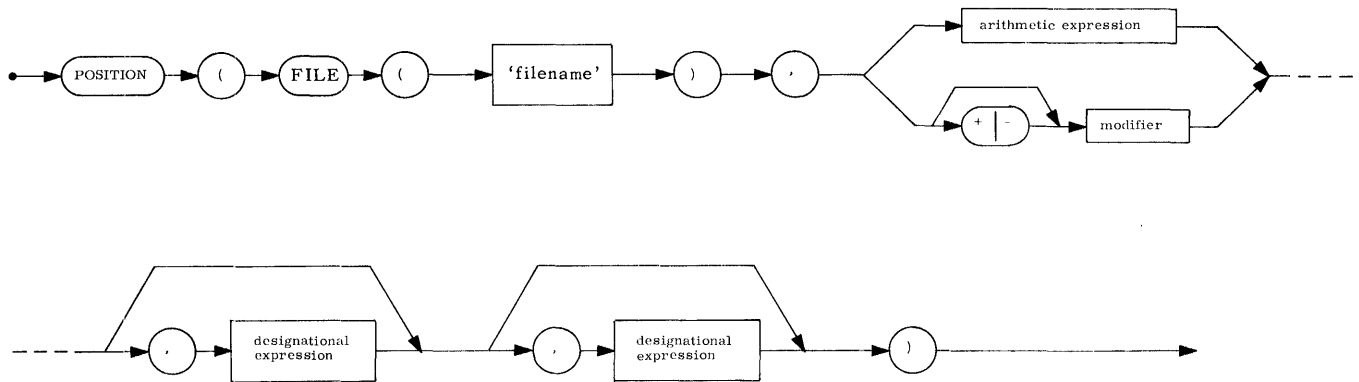 arithmetic expression
POSITION ( FILE ( 'filename' ) ,
+ | - modifier
, designational expression , designational expression )